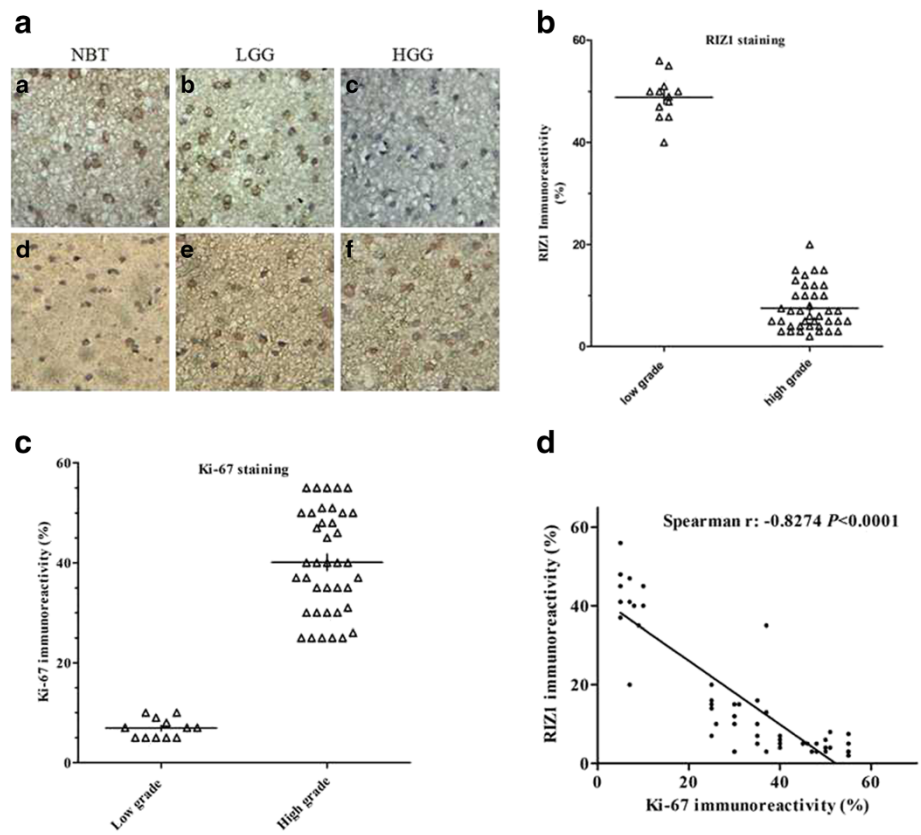 a
NBT LGG HGG
a b c
d e f
b
RIZ1 staining
RIZ1 Immunoreactivity
(%)
60
40
20
0
low grade
high grade
c
Ki-67 staining
Ki-67 immunoreactivity (%)
60
40
20
0
Low grade
High grade
d
Spearman r: -0.8274 P<0.0001
RIZ1 immunoreactivity (%)
60
40
20
0
0 20 40 60
Ki-67 immunoreactivity (%)